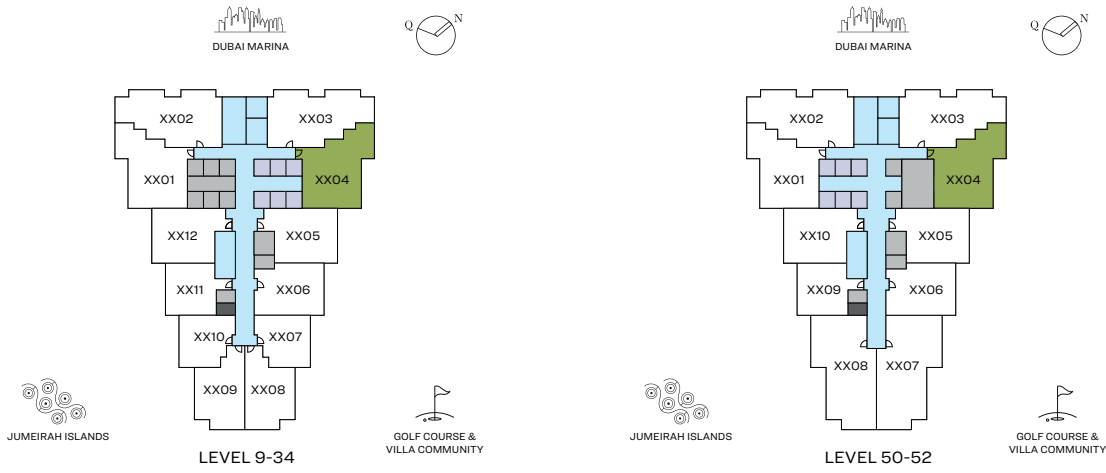 DUBAI MARINA
Q N
XX02 XX03
XX01 XX04
XX12 XX05
XX11 XX06
XX10 XX07
XX09 XX08
JUMEIRAH ISLANDS
GOLF COURSE &
VILLA COMMUNITY
LEVEL 9-34
DUBAI MARINA
Q N
XX02 XX03
XX01 XX04
XX10 XX05
XX09 XX06
XX08 XX07
JUMEIRAH ISLANDS
GOLF COURSE &
VILLA COMMUNITY
LEVEL 50-52